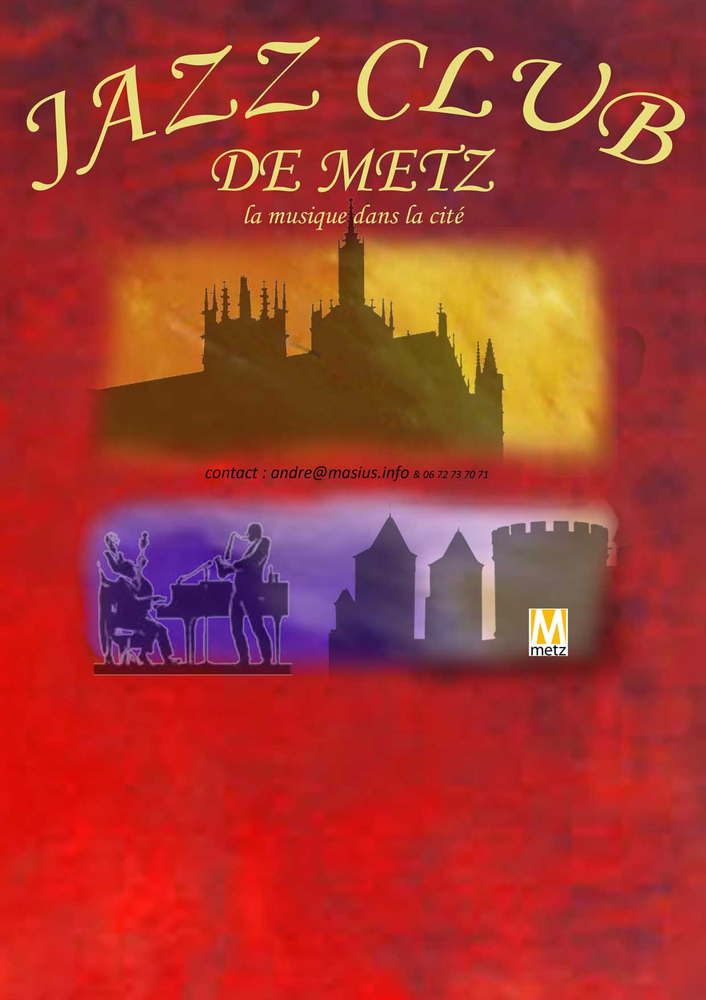 JAZZ CLUB
DE METZ
la musique dans la cité
contact : andre@masius.info & 06 72 73 70 71
M
metz